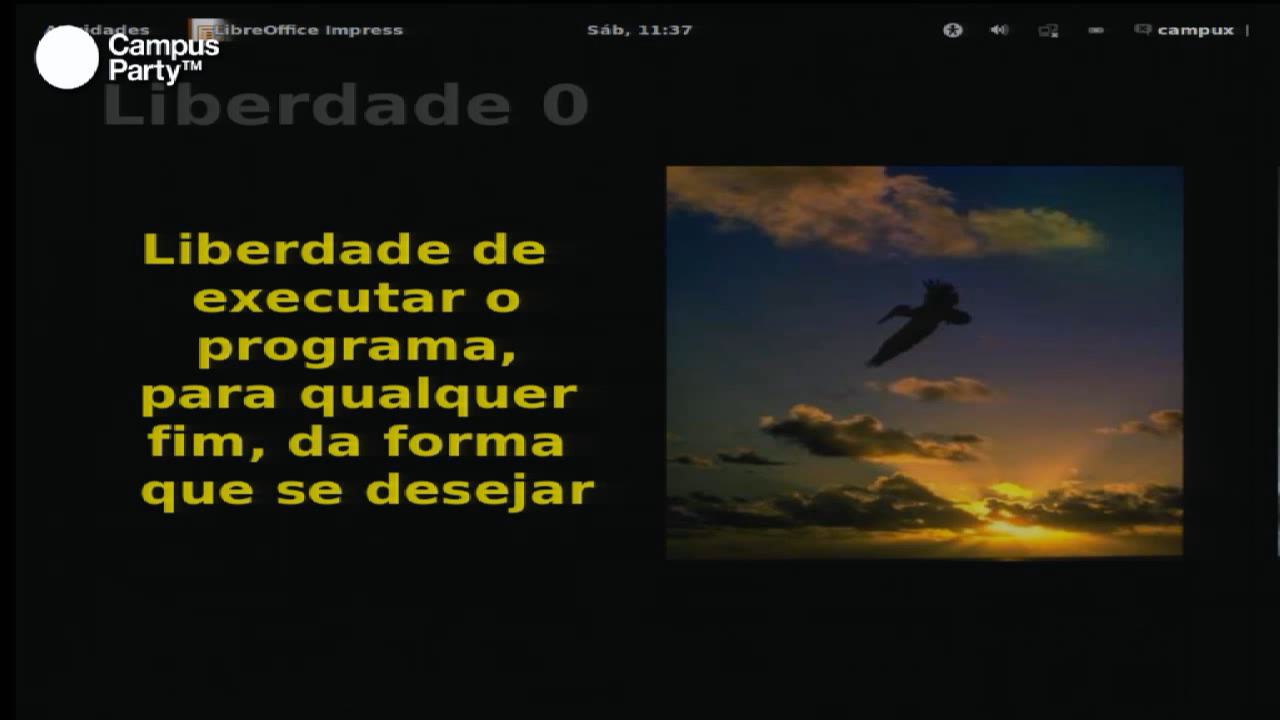 Atividades LibreOffice Impress Sáb, 11:37 campux
Campus
Party™
Liberdade 0
Liberdade de
executar o
programa,
para qualquer
fim, da forma
que se desejar